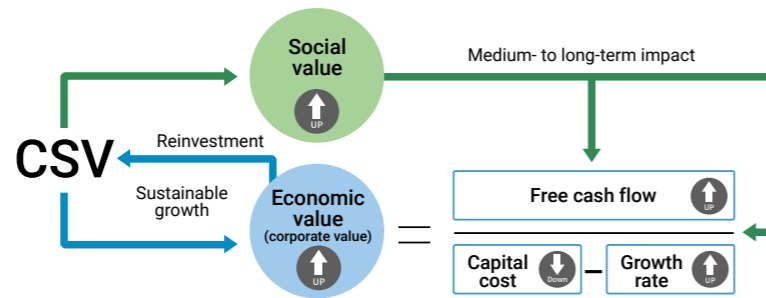 Social
value
UP
Medium- to long-term impact
CSV
Reinvestment
Sustainable
growth
Economic
value
(corporate value)
UP
=
Free cash flow
UP
Capital
cost
Down
–
Growth
rate
UP